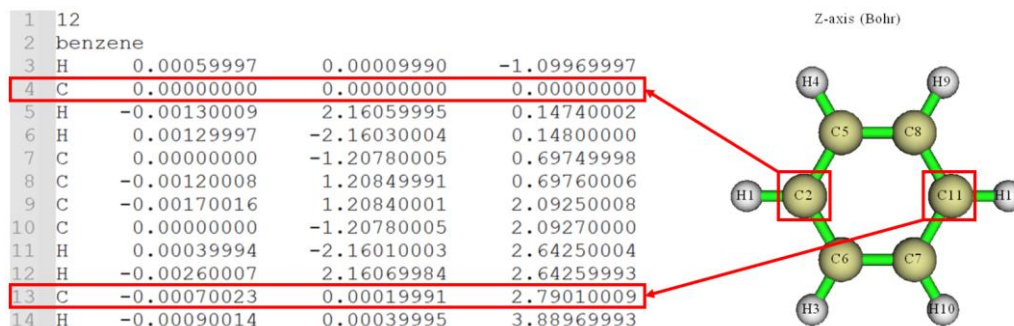 1 12
2 benzene
3 H 0.00059997 0.00009990 -1.09969997
4 C 0.00000000 0.00000000 0.00000000
5 H -0.00130009 2.16059995 0.14740002
6 H 0.00129997 -2.16030004 0.14800000
7 C 0.00000000 -1.20780005 0.69749998
8 C -0.00120008 1.20849991 0.69760006
9 C -0.00170016 1.20840001 2.09250008
10 C 0.00000000 -1.20780005 2.09270000
11 H 0.00039994 -2.16010003 2.64250004
12 H -0.00260007 2.16069984 2.64259993
13 C -0.00070023 0.00019991 2.79010009
14 H -0.00090014 0.00039995 3.88969993
Z-axis (Bohr)
H4 H9
C5 C8
H1 C2 C11
C6 C7
H3 H10